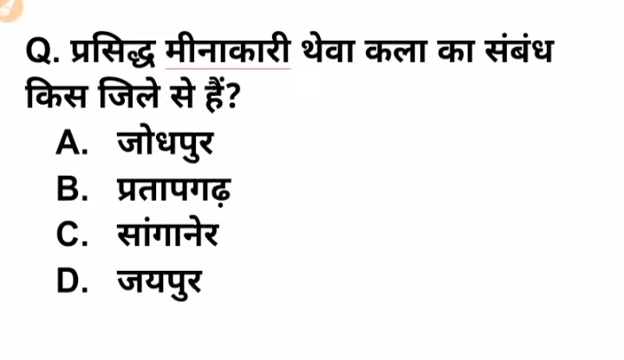 Q. प्रसिद्ध मीनाकारी थेवा कला का संबंध
किस जिले से हैं?
A. जोधपुर
B. प्रतापगढ़
C. सांगानेर
D. जयपुर